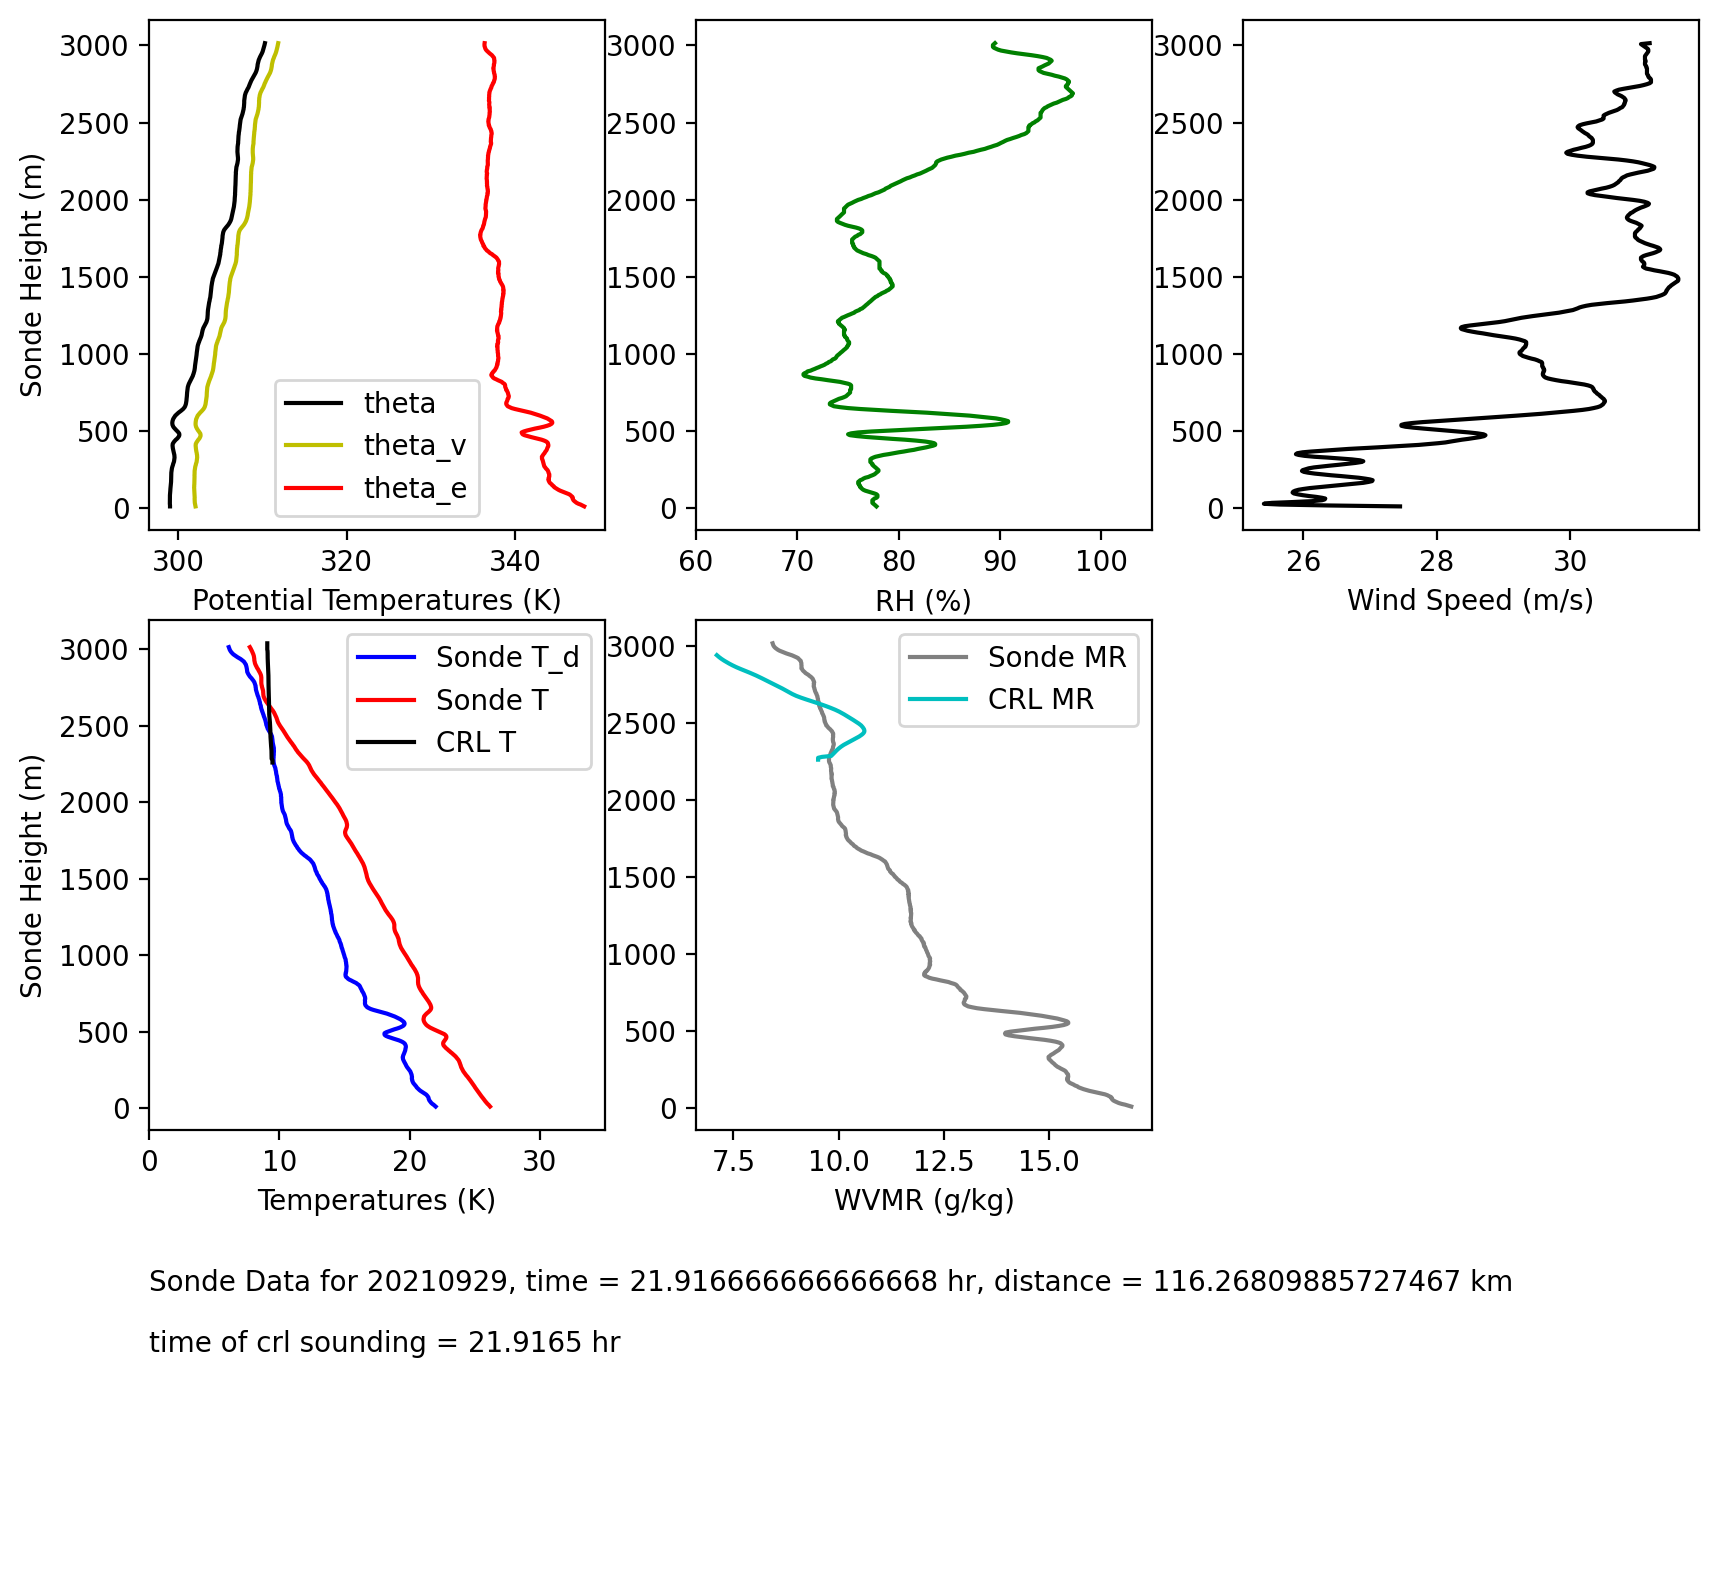 3000
2500
2000
1500
1000
500
0
Sonde Height (m)
300 320 340
Potential Temperatures (K)
theta
theta_v
theta_e
3000
2500
2000
1500
1000
500
0
60 70 80 90 100
RH (%)
3000
2500
2000
1500
1000
500
0
26 28 30
Wind Speed (m/s)
3000
2500
2000
1500
1000
500
0
Sonde Height (m)
0 10 20 30
Temperatures (K)
Sonde T_d
Sonde T
CRL T
3000
2500
2000
1500
1000
500
0
7.5 10.0 12.5 15.0
WVMR (g/kg)
Sonde MR
CRL MR
Sonde Data for 20210929, time = 21.916666666666668 hr, distance = 116.26809885727467 km
time of crl sounding = 21.9165 hr